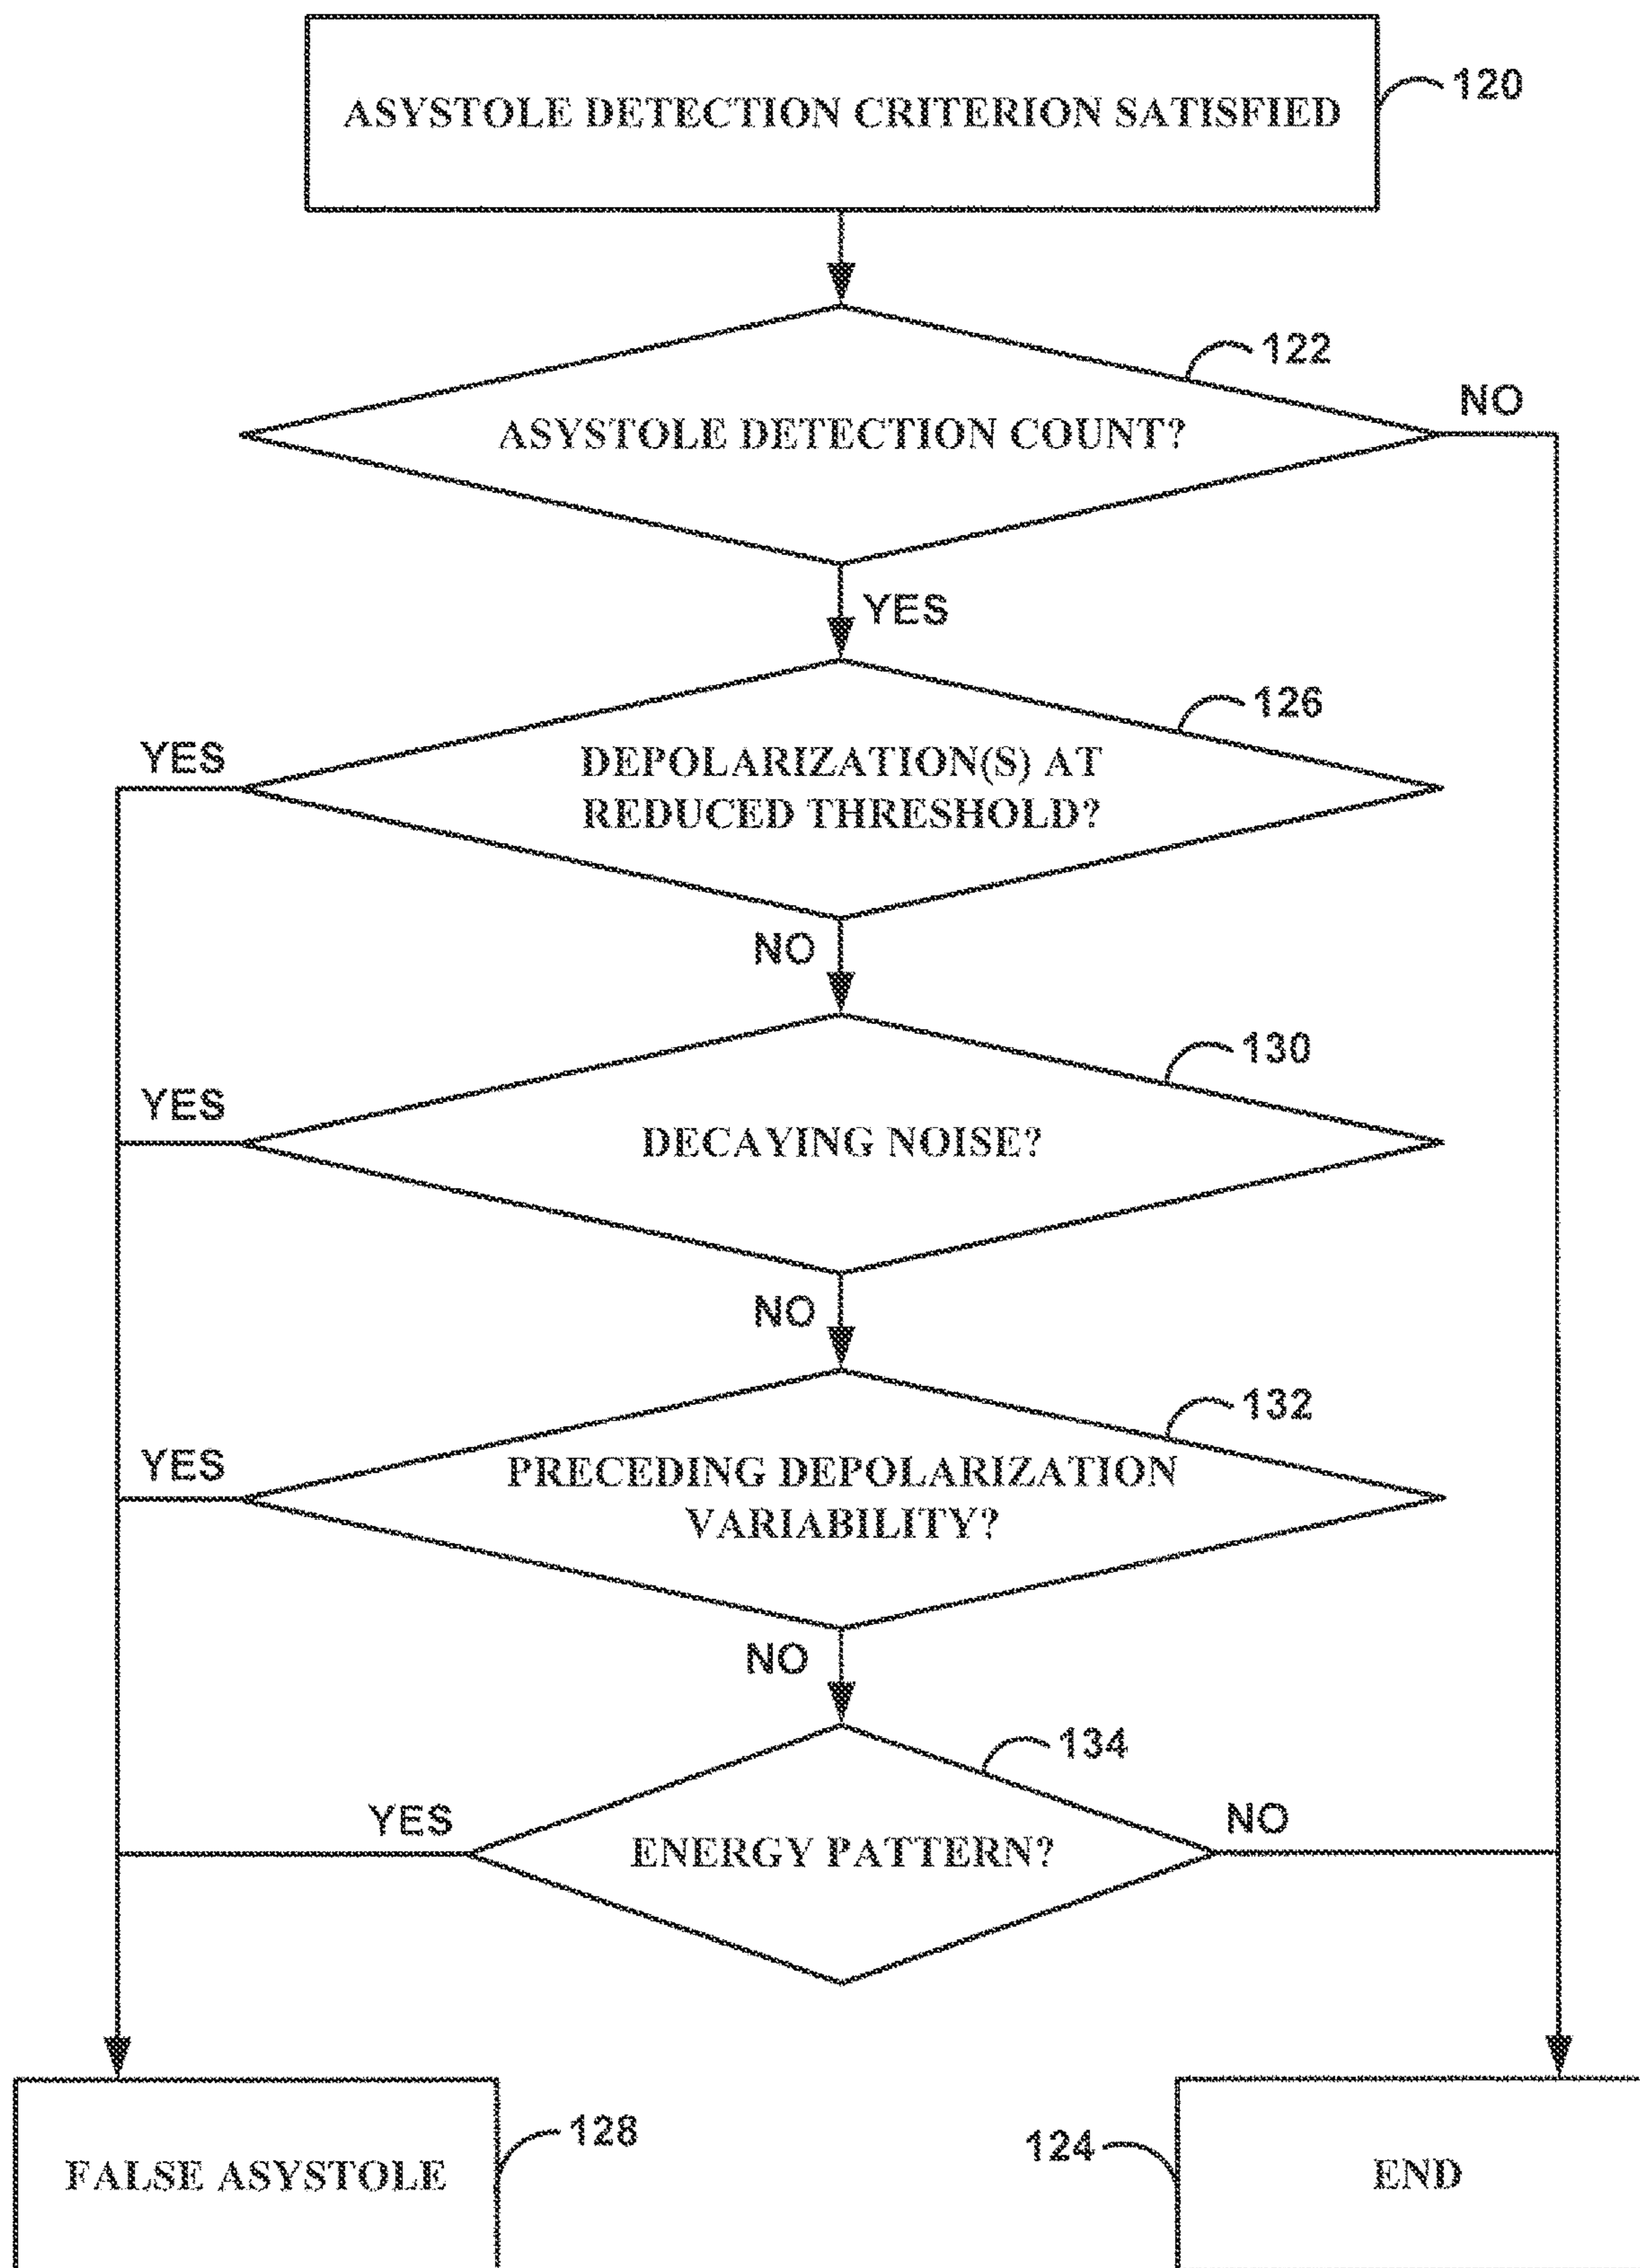 ASYSTOLE DETECTION CRITERION SATISFIED
120
122
ASYSTOLE DETECTION COUNT?
NO
YES
126
YES
DEPOLARIZATION(S) AT
REDUCED THRESHOLD?
NO
130
YES
DECAYING NOISE?
NO
132
YES
PRECEDING DEPOLARIZATION
VARIABILITY?
NO
134
YES
ENERGY PATTERN?
NO
FALSE ASYSTOLE
128
124
END